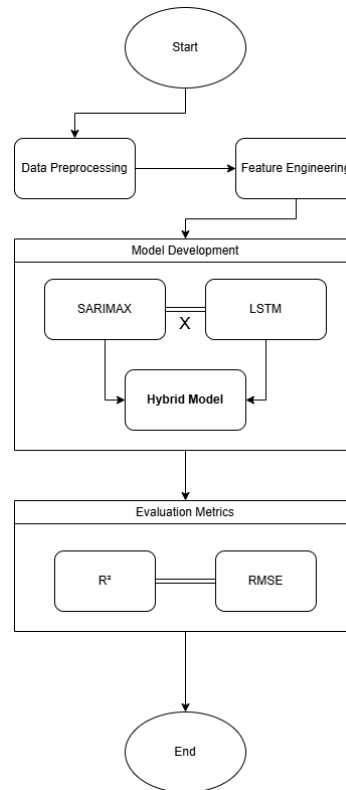 Start
Data Preprocessing
Feature Engineering
Model Development
SARIMAX
LSTM
X
Hybrid Model
Evaluation Metrics
R²
RMSE
End